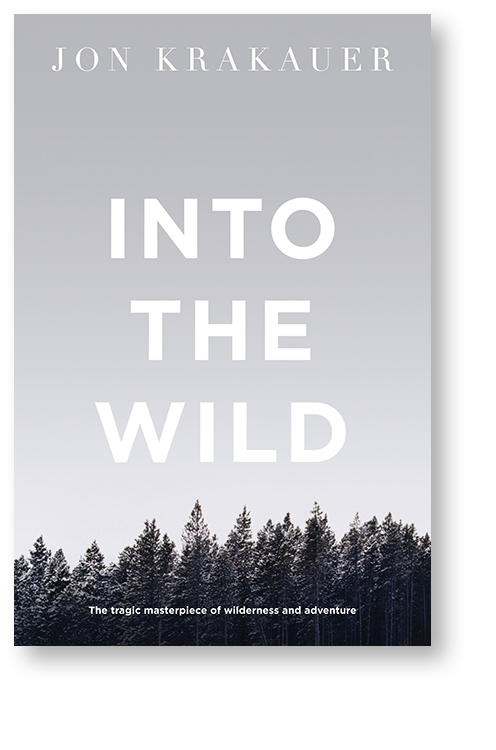 JON KRAKAUER
INTO
THE
WILD
The tragic masterpiece of wilderness and adventure